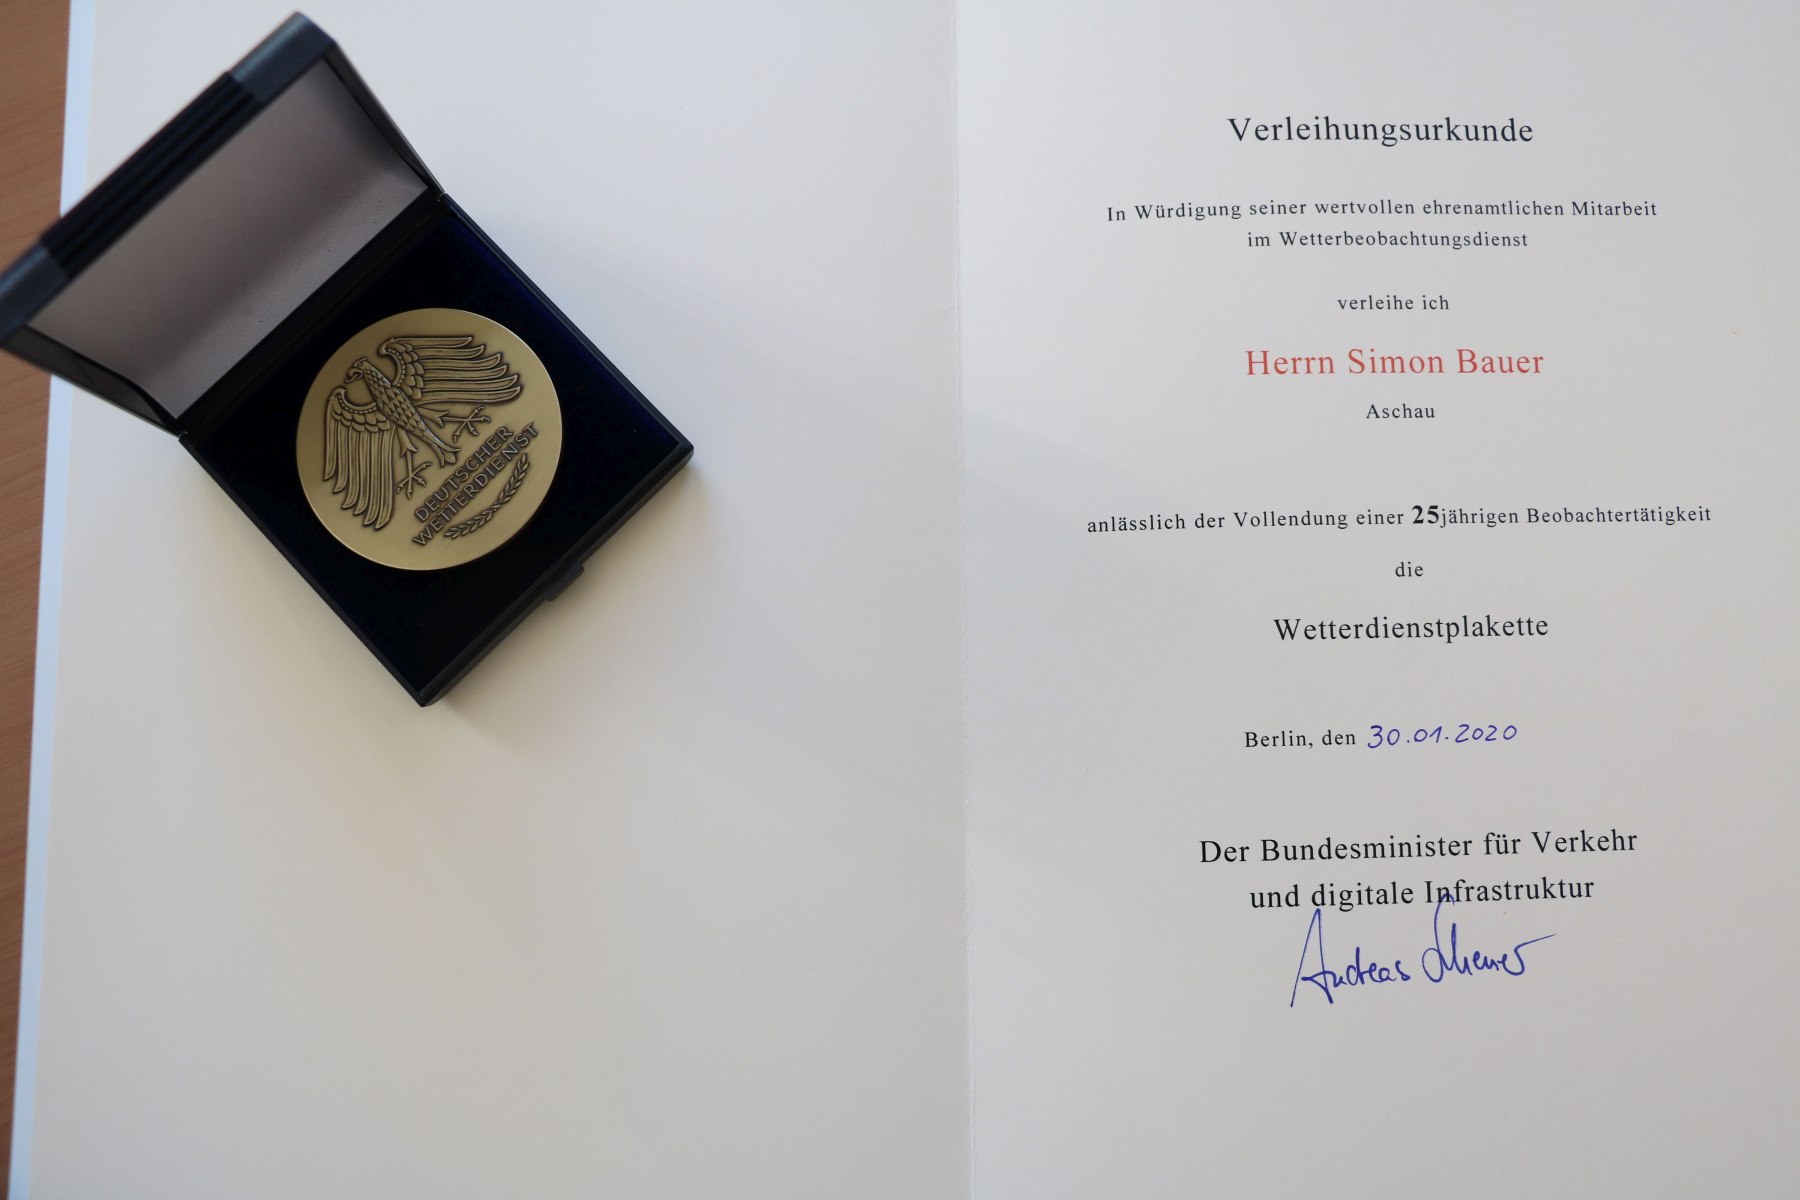 DEUTSCHER
WETTERDIENST
Verleihungsurkunde
In Würdigung seiner wertvollen ehrenamtlichen Mitarbeit
im Wetterbeobachtungsdienst
verleihe ich
Herrn Simon Bauer
Aschau
anlässlich der Vollendung einer 25jährigen Beobachtertätigkeit
die
Wetterdienstplakette
Berlin, den 30.01.2020
Der Bundesminister für Verkehr
und digitale Infrastruktur
Andreas Scheuer